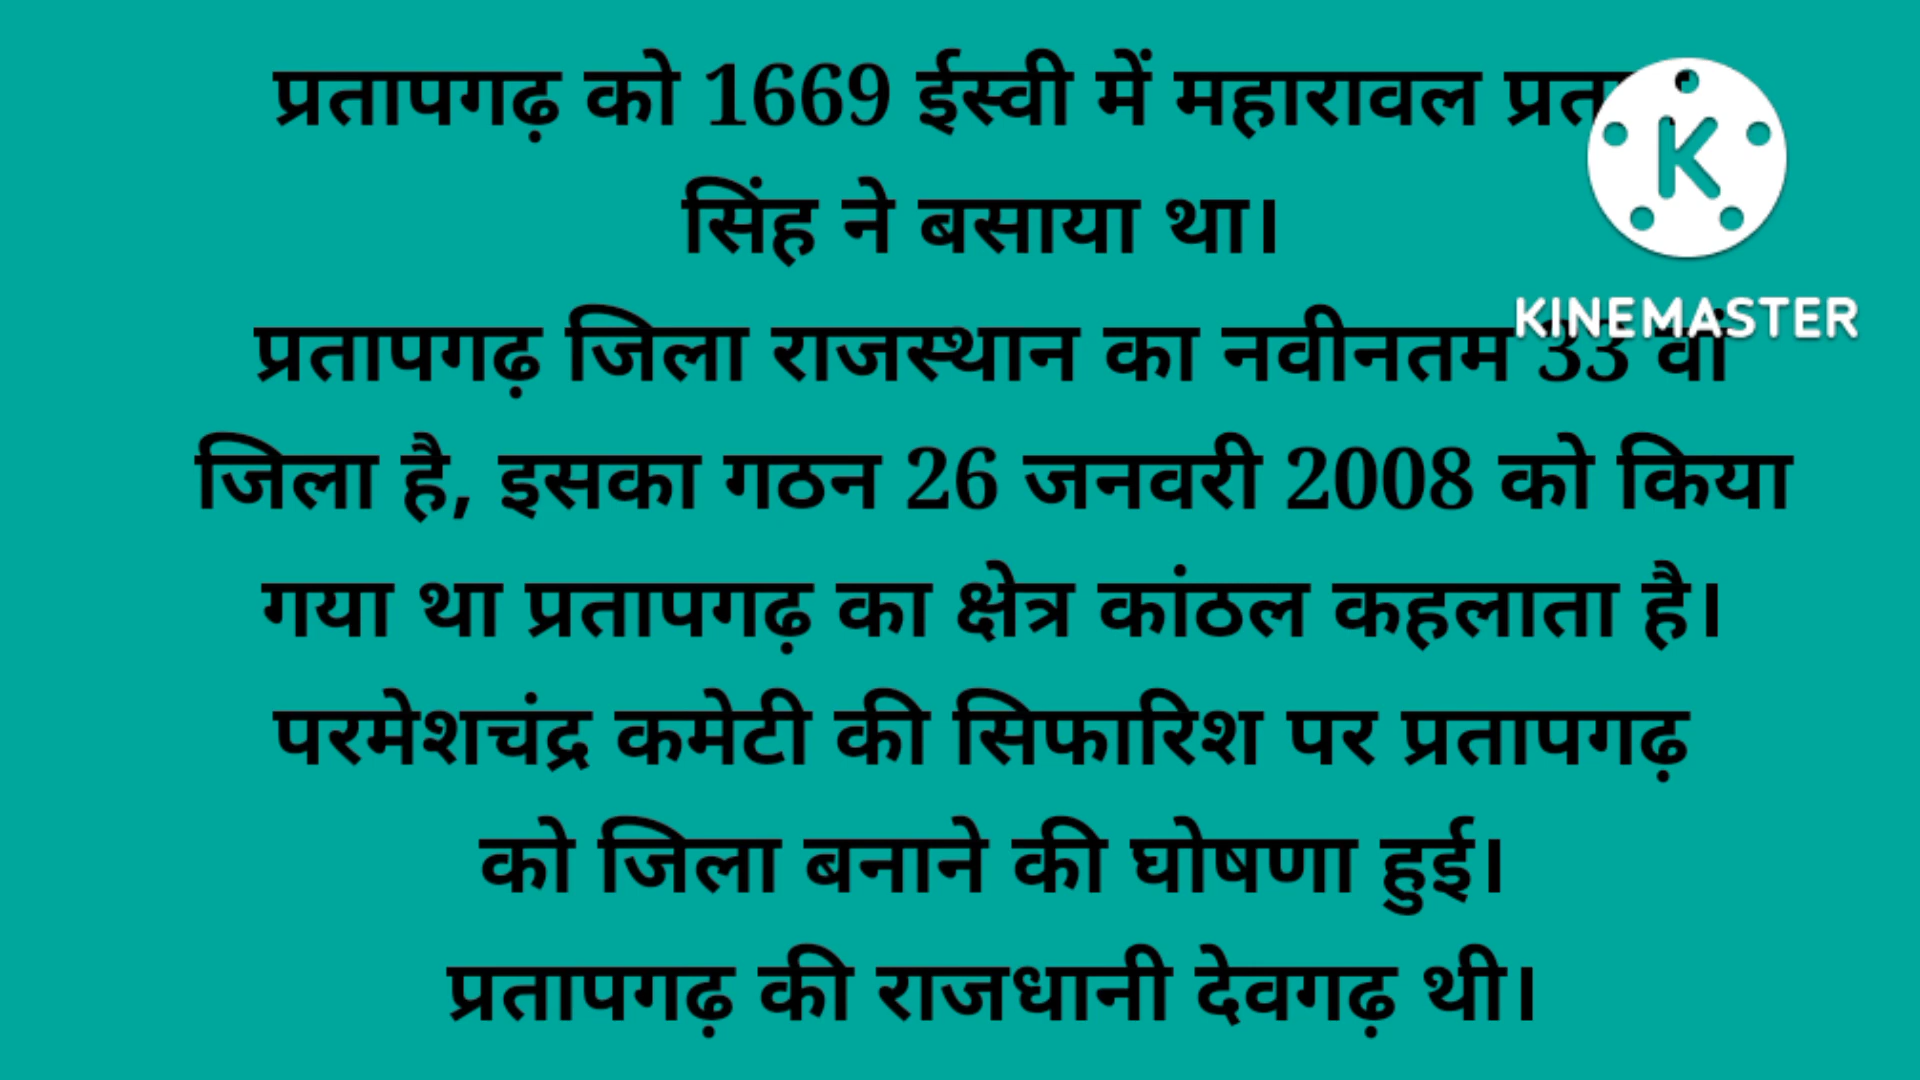 प्रतापगढ़ को 1669 ईस्वी में महारावल
सिंह ने बसाया था।
प्रतापगढ़ जिला राजस्थान का नवीनतम 33 वां
जिला है, इसका गठन 26 जनवरी 2008 को किया
गया था प्रतापगढ़ का क्षेत्र कांठल कहलाता है।
परमेशचंद्र कमेटी की सिफारिश पर प्रतापगढ़
को जिला बनाने की घोषणा हुई।
प्रतापगढ़ की राजधानी देवगढ़ थी।
K
KINEMASTER